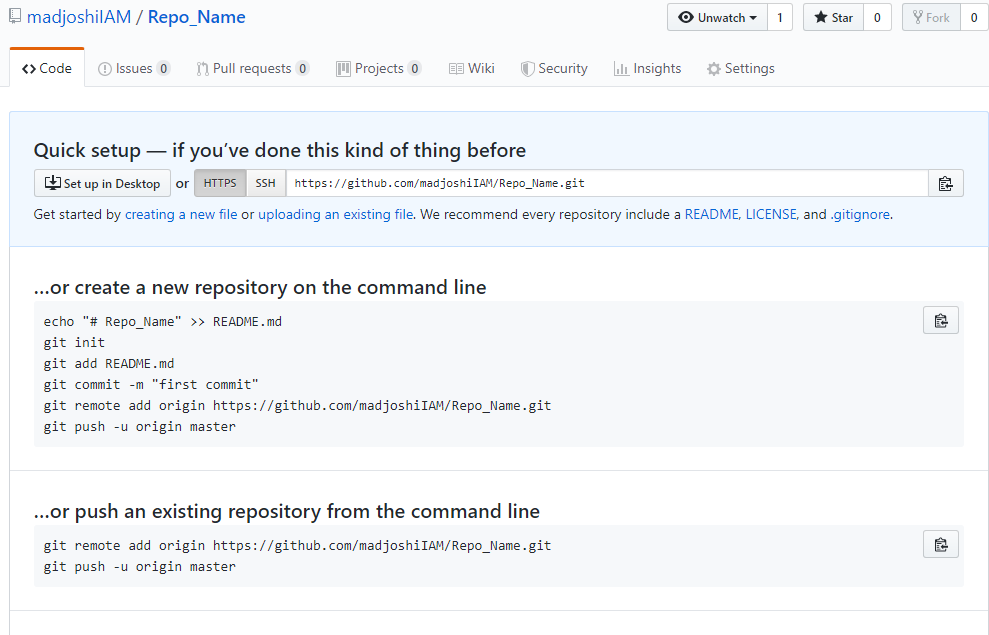 madjoshiIAM / Repo_Name
Unwatch 1 Star 0 Fork 0
Code Issues 0 Pull requests 0 Projects 0 Wiki Security Insights Settings
Quick setup — if you’ve done this kind of thing before
Set up in Desktop or HTTPS SSH https://github.com/madjoshiIAM/Repo_Name.git
Get started by creating a new file or uploading an existing file. We recommend every repository include a README, LICENSE, and .gitignore.
…or create a new repository on the command line
echo "# Repo_Name" >> README.md
git init
git add README.md
git commit -m "first commit"
git remote add origin https://github.com/madjoshiIAM/Repo_Name.git
git push -u origin master
…or push an existing repository from the command line
git remote add origin https://github.com/madjoshiIAM/Repo_Name.git
git push -u origin master